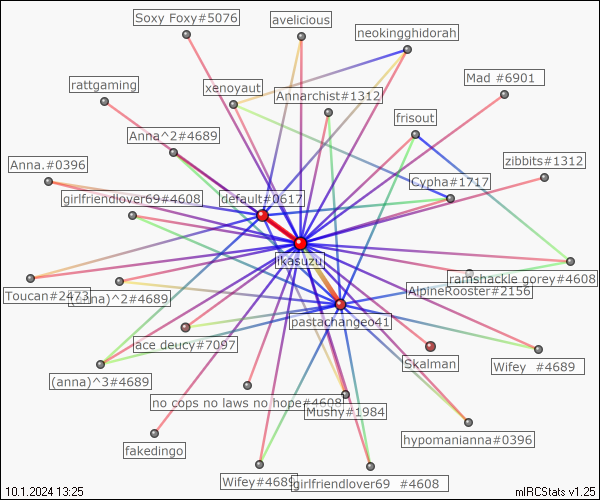 Soxy Foxy#5076
avelicious
neokingghidorah
Mad #6901
rattgaming
xenoyaut
Annarchist#1312
frisout
Anna^2#4689
zibbits#1312
Anna.#0396
Cypha#1717
girlfriendlover69#4608
default#0617
ikasuzu
ramshackle gorey#4608
Toucan#2473
(anna)^2#4689
AlpineRooster#2156
pastachange041
ace deucy#7097
Skalman
Wifey #4689
(anna)^3#4689
no cops no laws no hope#4608
Mushy#1984
hypomanianna#0396
fakedingo
Wifey#4689
girlfriendlover69 #4608
10.1.2024 13:25
mIRCStats v1.25